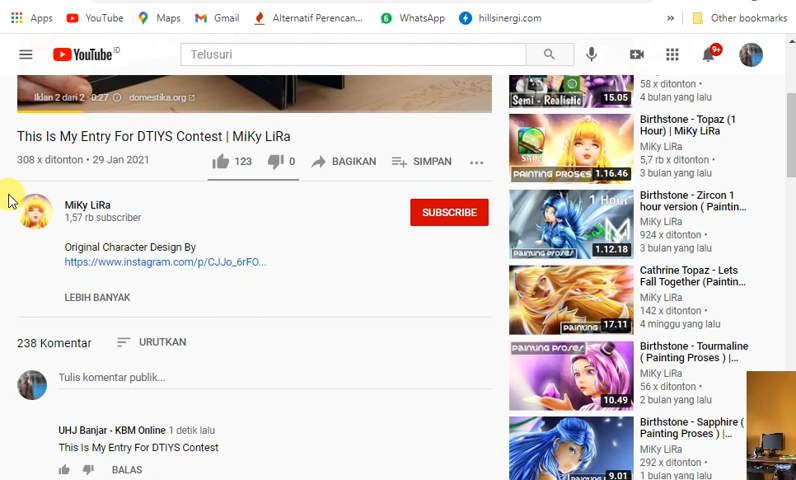 Apps
YouTube
Maps
Gmail
Alternatif Perencan...
WhatsApp
hillsinergi.com
»
Other bookmarks
YouTube ID
Telusuri
9+
Iklan 2 dari 2 · 0:27
domestika.org
This Is My Entry For DTIYS Contest | MiKy LiRa
308 x ditonton • 29 Jan 2021
123
0
BAGIKAN
SIMPAN
MiKy LiRa
1,57 rb subscriber
SUBSCRIBE
Original Character Design By
https://www.instagram.com/p/CJJo_6rFO...
LEBIH BANYAK
238 Komentar
URUTKAN
Tulis komentar publik...
UHJ Banjar - KBM Online 1 detik lalu
This Is My Entry For DTIYS Contest
BALAS
Semi - Realistic
15.05
58 x ditonton •
4 bulan yang lalu
PAINTING PROSES
1.16.46
Birthstone - Topaz (1
Hour) | MiKy LiRa
MiKy LiRa
5,7 rb x ditonton •
3 bulan yang lalu
1 Hour
PAINTING PROSES
1.12.18
Birthstone - Zircon 1
hour version ( Paintin...
MiKy LiRa
924 x ditonton •
3 bulan yang lalu
17.11
Cathrine Topaz - Lets
Fall Together (Paintin...
MiKy LiRa
142 x ditonton •
4 minggu yang lalu
PAINTING PROSES
10.49
Birthstone - Tourmaline
( Painting Proses ) |...
MiKy LiRa
56 x ditonton •
2 bulan yang lalu
9.01
Birthstone - Sapphire (
Painting Proses ) |...
MiKy LiRa
292 x ditonton •
1 bulan yang lalu